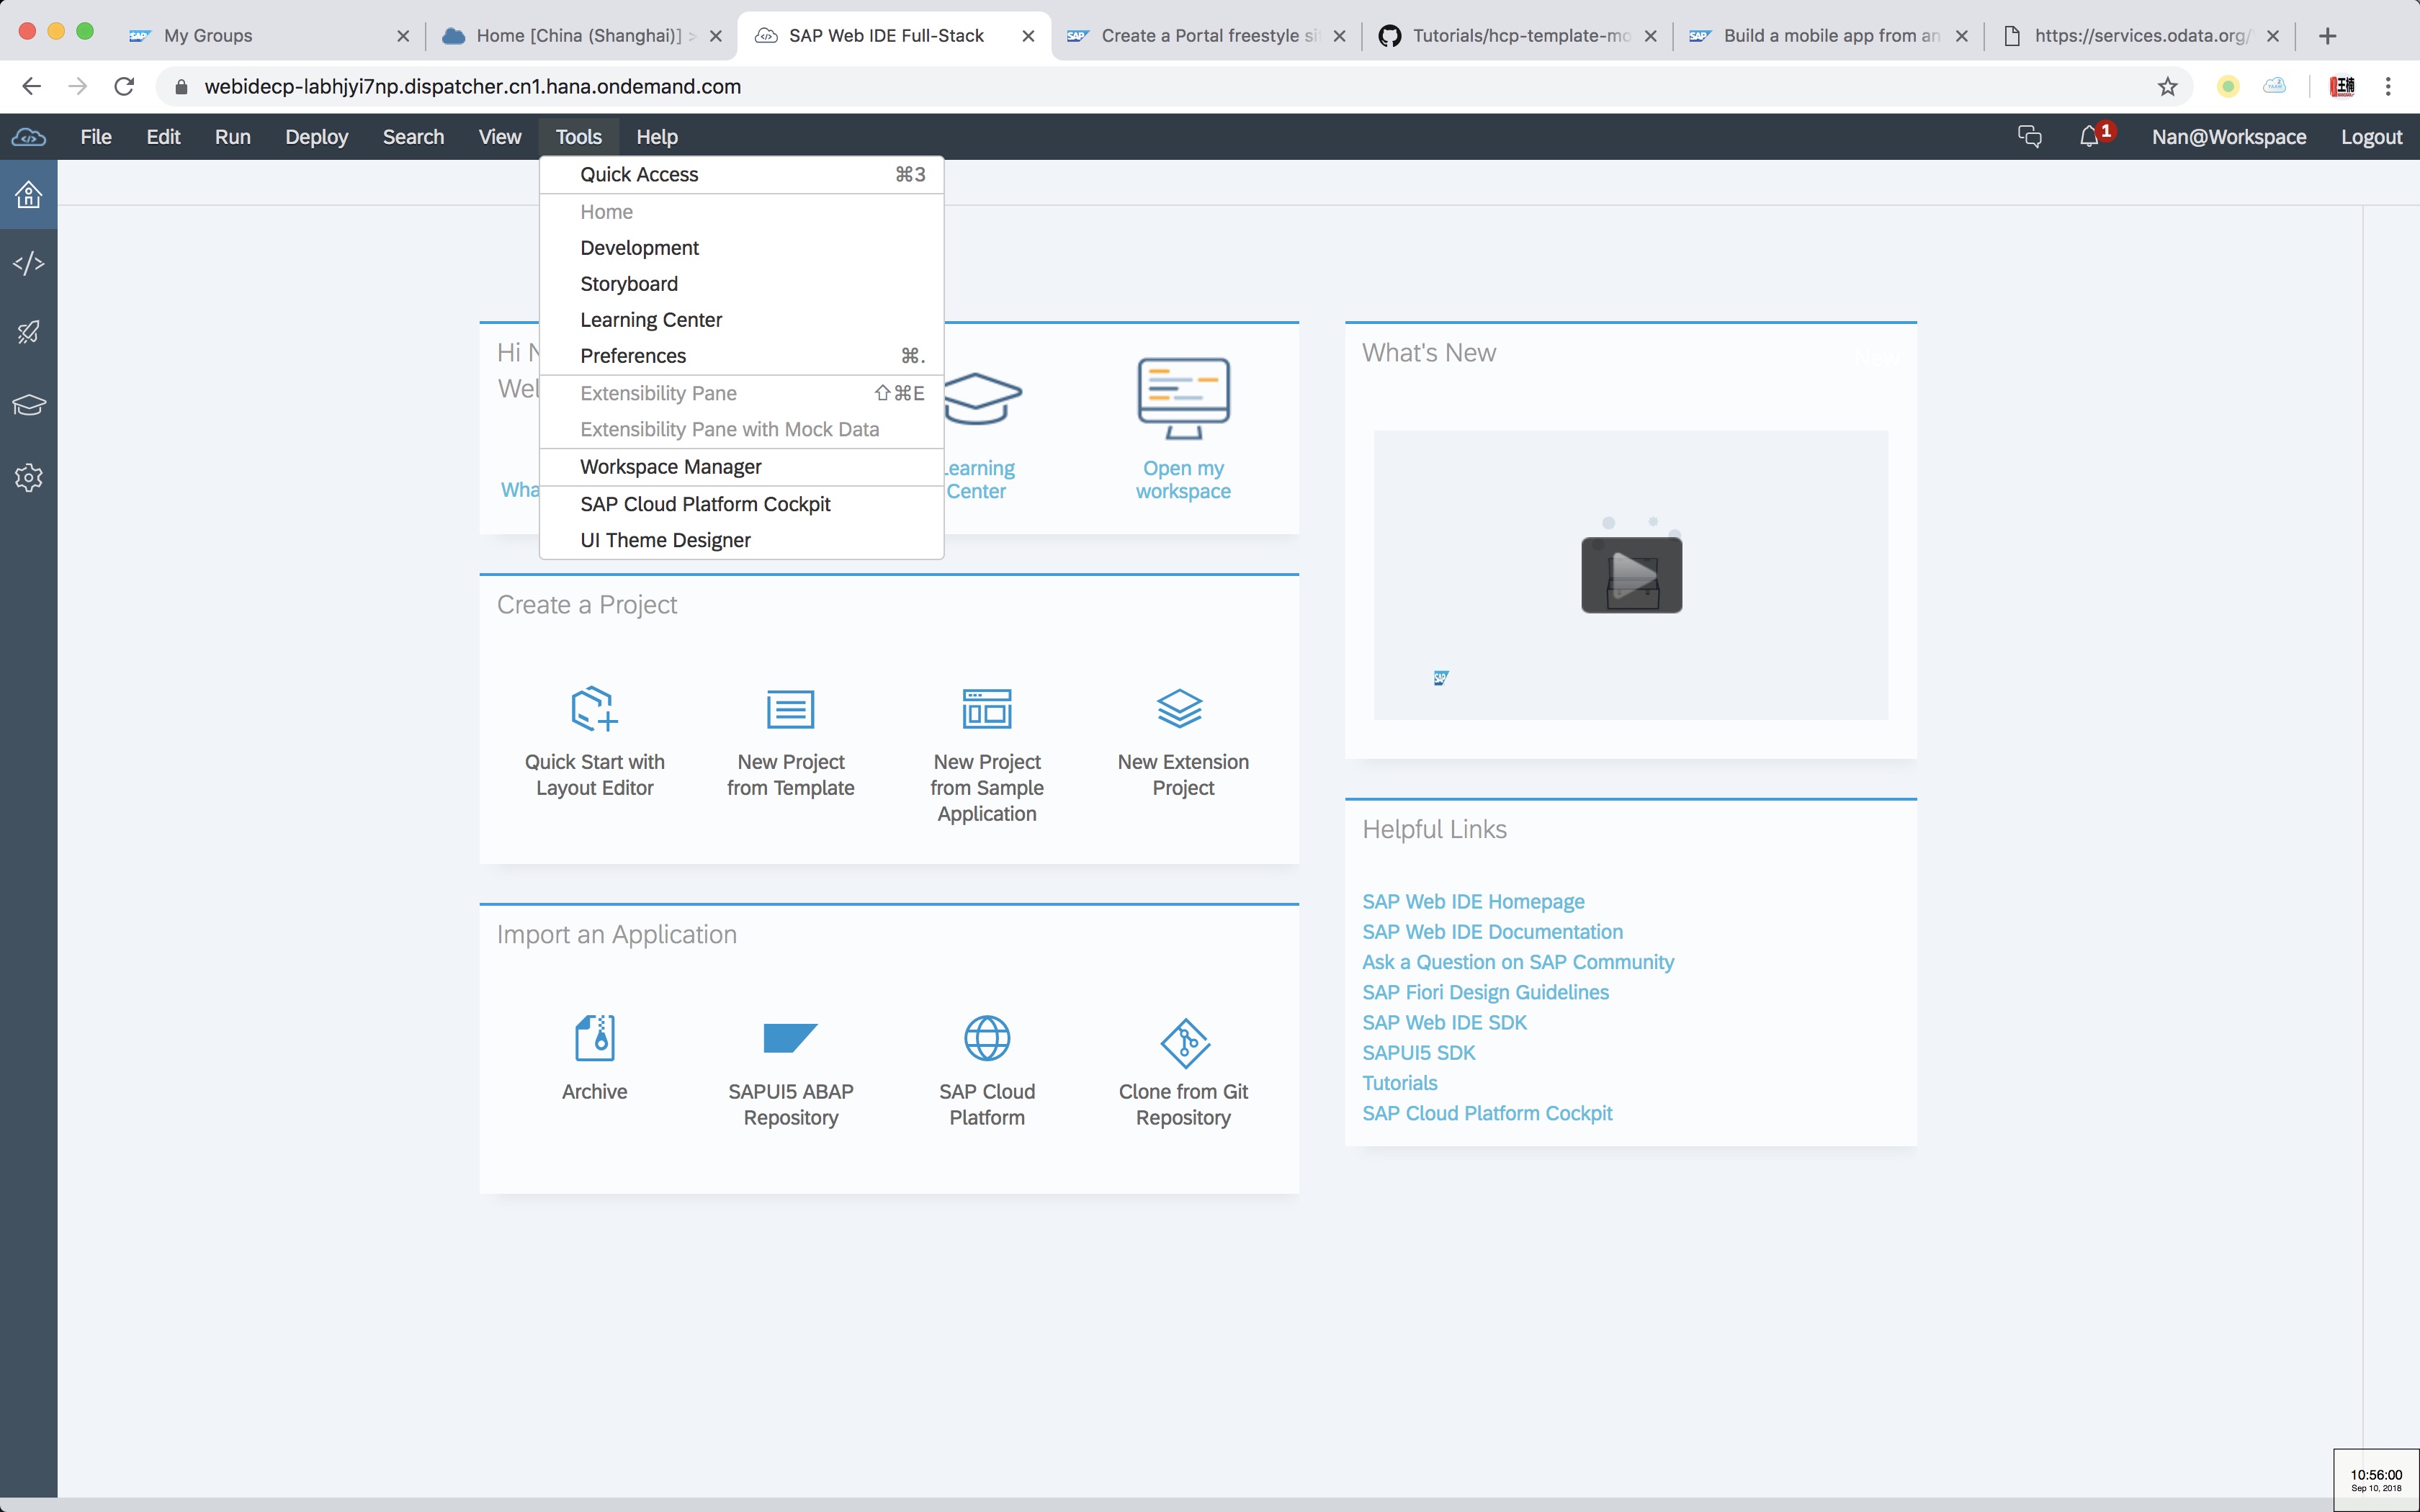 My Groups
Home [China (Shanghai)] >
SAP Web IDE Full-Stack
SAP
Create a Portal freestyle si
Tutorials/hcp-template-mo
SAP
Build a mobile app from an
https://services.odata.org/
webidecp-labhjyi7np.dispatcher.cn1.hana.ondemand.com
File Edit Run Deploy Search View Tools Help
1
Nan@Workspace
Logout
Quick Access ⌘3
Home
Development
Storyboard
Learning Center
Preferences ⌘.
Extensibility Pane ⇧⌘E
Extensibility Pane with Mock Data
Workspace Manager
SAP Cloud Platform Cockpit
UI Theme Designer
Hi N
Wel
Wha
Learning
Center
Open my
workspace
Create a Project
Quick Start with
Layout Editor
New Project
from Template
New Project
from Sample
Application
New Extension
Project
Import an Application
Archive
SAPUI5 ABAP
Repository
SAP Cloud
Platform
Clone from Git
Repository
What's New
SAP
Helpful Links
SAP Web IDE Homepage
SAP Web IDE Documentation
Ask a Question on SAP Community
SAP Fiori Design Guidelines
SAP Web IDE SDK
SAPUI5 SDK
Tutorials
SAP Cloud Platform Cockpit
10:56:00
Sep 10, 2018